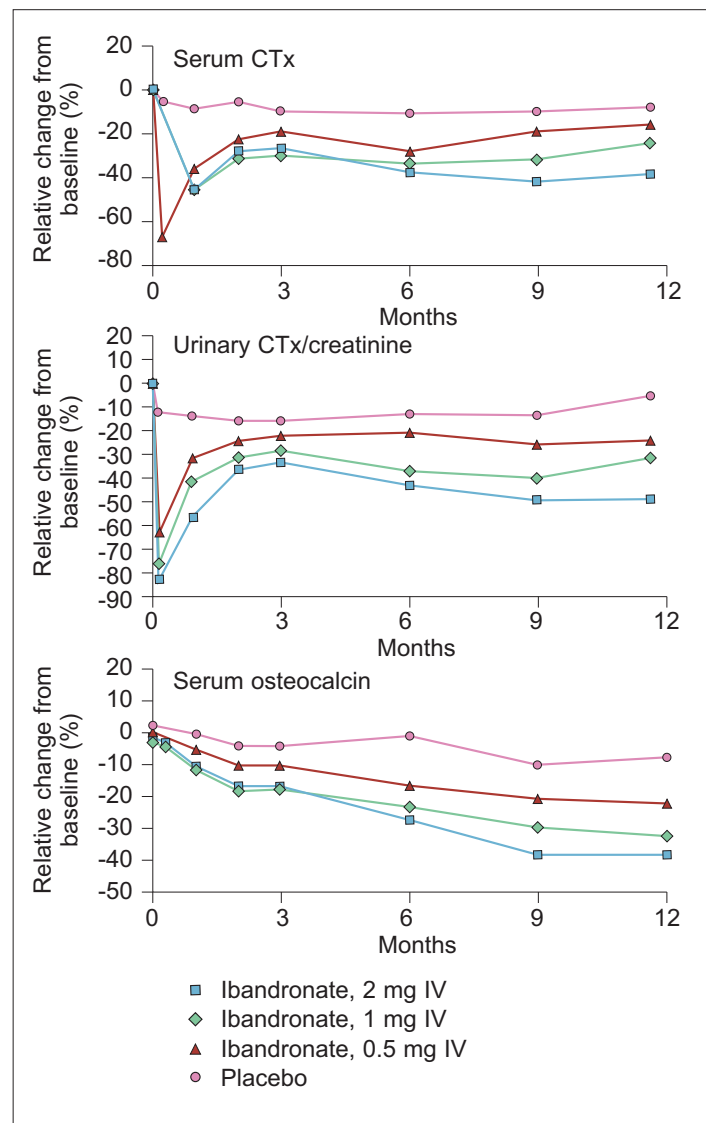 Serum CTx
Relative change from
baseline (%)
20
0
-20
-40
-60
-80
0
3
6
9
12
Months
Urinary CTx/creatinine
Relative change from
baseline (%)
20
10
0
-10
-20
-30
-40
-50
-60
-70
-80
-90
0
3
6
9
12
Months
Serum osteocalcin
Relative change from
baseline (%)
20
10
0
-10
-20
-30
-40
-50
0
3
6
9
12
Months
Ibandronate, 2 mg IV
Ibandronate, 1 mg IV
Ibandronate, 0.5 mg IV
Placebo